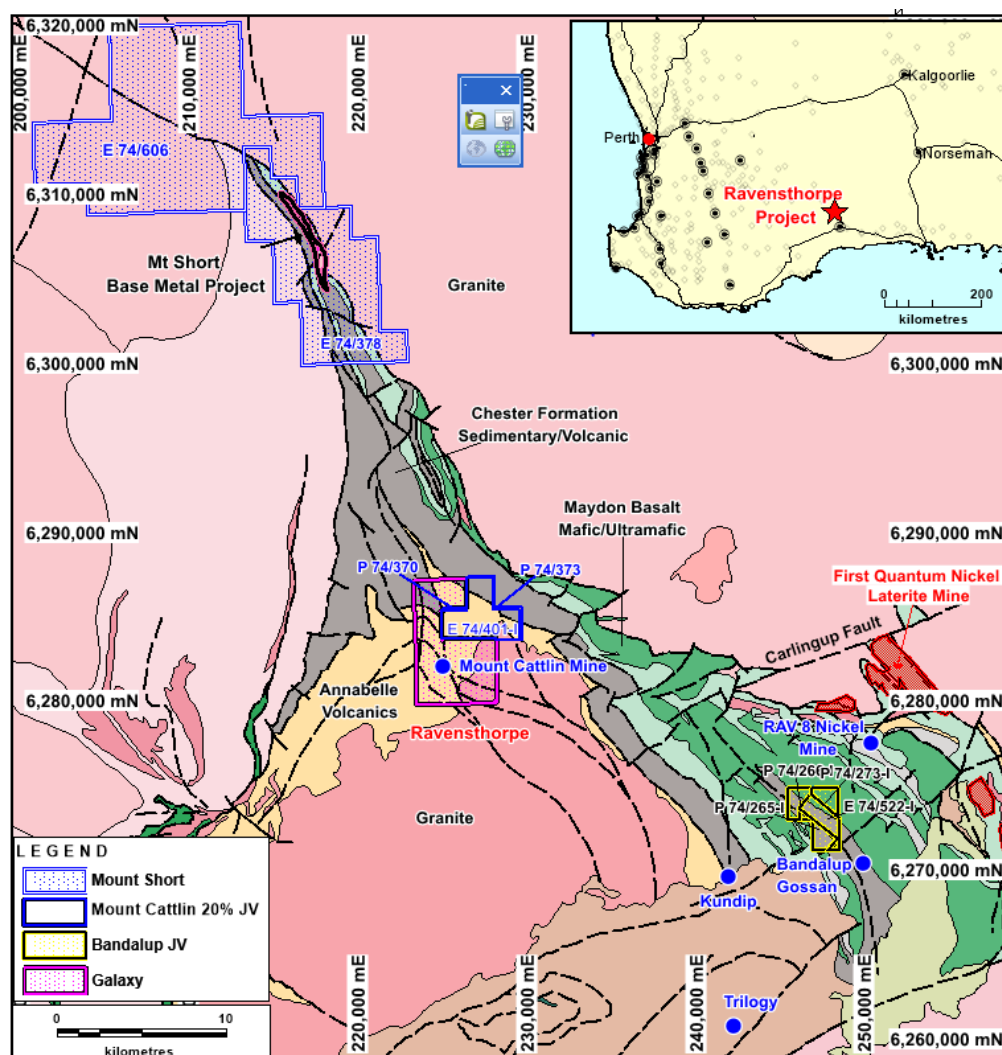 6,320,000 mN
200,000 mE
210,000 mE
220,000 mE
230,000 mE
Kalgoorlie
Perth
Norseman
Ravensthorpe
Project
0
200
kilometres
E 74/606
6,310,000 mN
Mt Short
Base Metal Project
Granite
E 74/378
6,300,000 mN
6,300,000 mN
Chester Formation
Sedimentary/Volcanic
Maydon Basalt
Mafic/Ultramafic
6,290,000 mN
6,290,000 mN
P 74/370
P 74/373
First Quantum Nickel
Laterite Mine
E 74/401-I
Carlingup Fault
Mount Cattlin Mine
Annabelle
Volcanics
6,280,000 mN
6,280,000 mN
Ravensthorpe
RAV 8 Nickel
Mine
P 74/273-I
P 74/265-I
E 74/522-I
Granite
LEGEND
Mount Short
Mount Cattlin 20% JV
Bandalup JV
Galaxy
Bandalup
Gossan
6,270,000 mN
Kundip
220,000 mE
230,000 mE
240,000 mE
250,000 mE
Trilogy
0
10
kilometres
6,260,000 mN